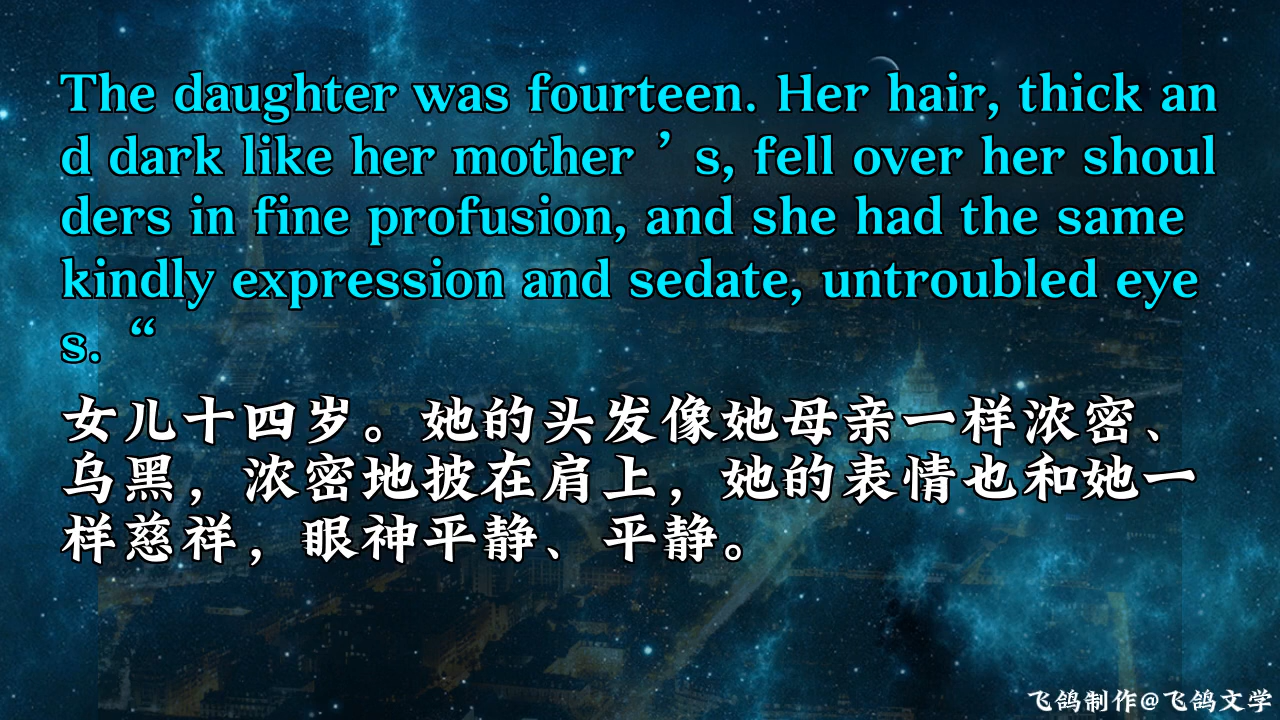 The daughter was fourteen. Her hair, thick an
d dark like her mother ’ s, fell over her shoul
ders in fine profusion, and she had the same
kindly expression and sedate, untroubled eye
s. “
女儿十四岁。她的头发像她母亲一样浓密、
乌黑，浓密地披在肩上，她的表情也和她一
样慈祥，眼神平静、平静。
飞鸽制作@飞鸽文学